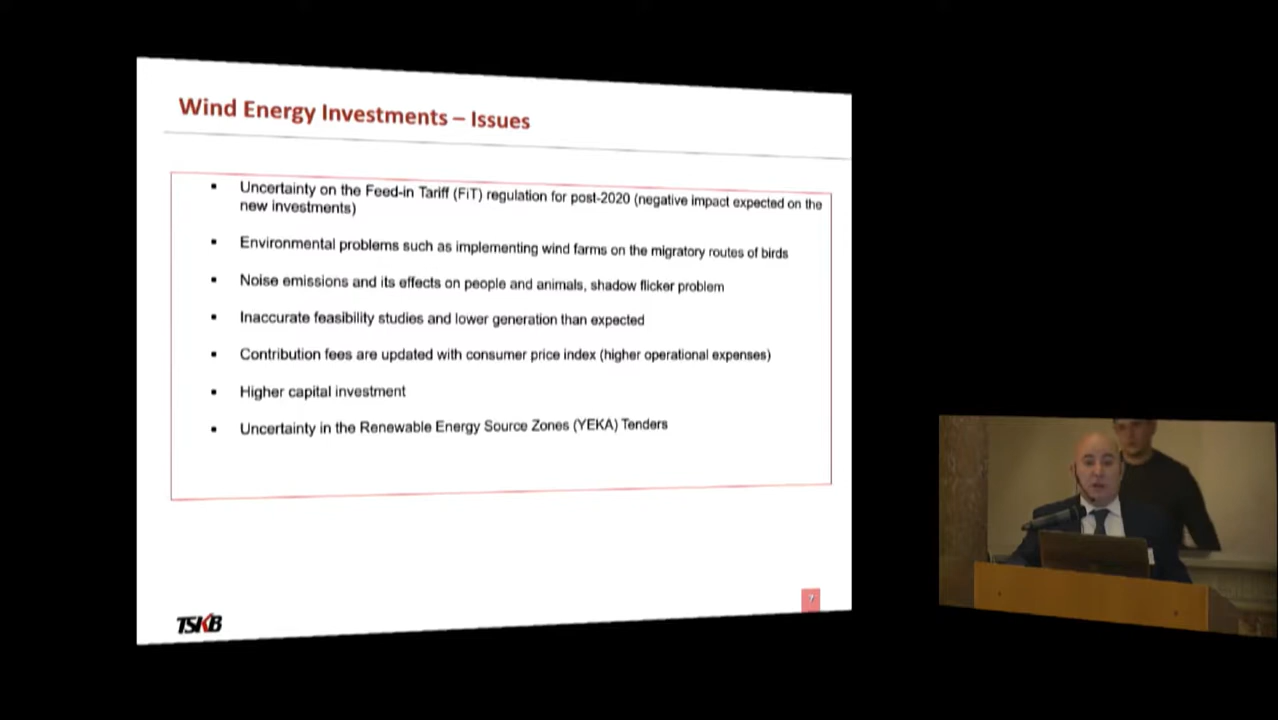 Wind Energy Investments – Issues
▪ Uncertainty on the Feed-in Tariff (FiT) regulation for post-2020 (negative impact expected on the
new investments)
▪ Environmental problems such as implementing wind farms on the migratory routes of birds
▪ Noise emissions and its effects on people and animals, shadow flicker problem
▪ Inaccurate feasibility studies and lower generation than expected
▪ Contribution fees are updated with consumer price index (higher operational expenses)
▪ Higher capital investment
▪ Uncertainty in the Renewable Energy Source Zones (YEKA) Tenders
7
TSKB